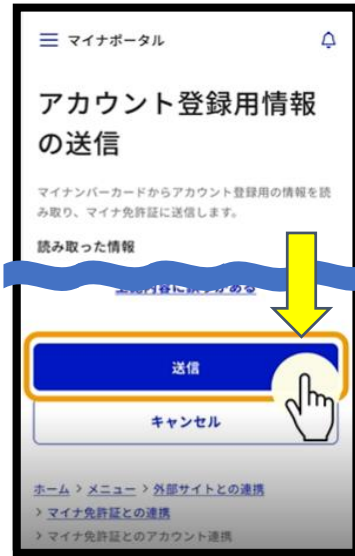 マイナポータル
アカウント登録用情報
の送信
マイナンバーカードからアカウント登録用の情報を読
み取り、マイナ免許証に送信します。
読み取った情報
送信
キャンセル
ホーム > メニュー > 外部サイトとの連携
> マイナ免許証との連携
> マイナ免許証とのアカウント連携